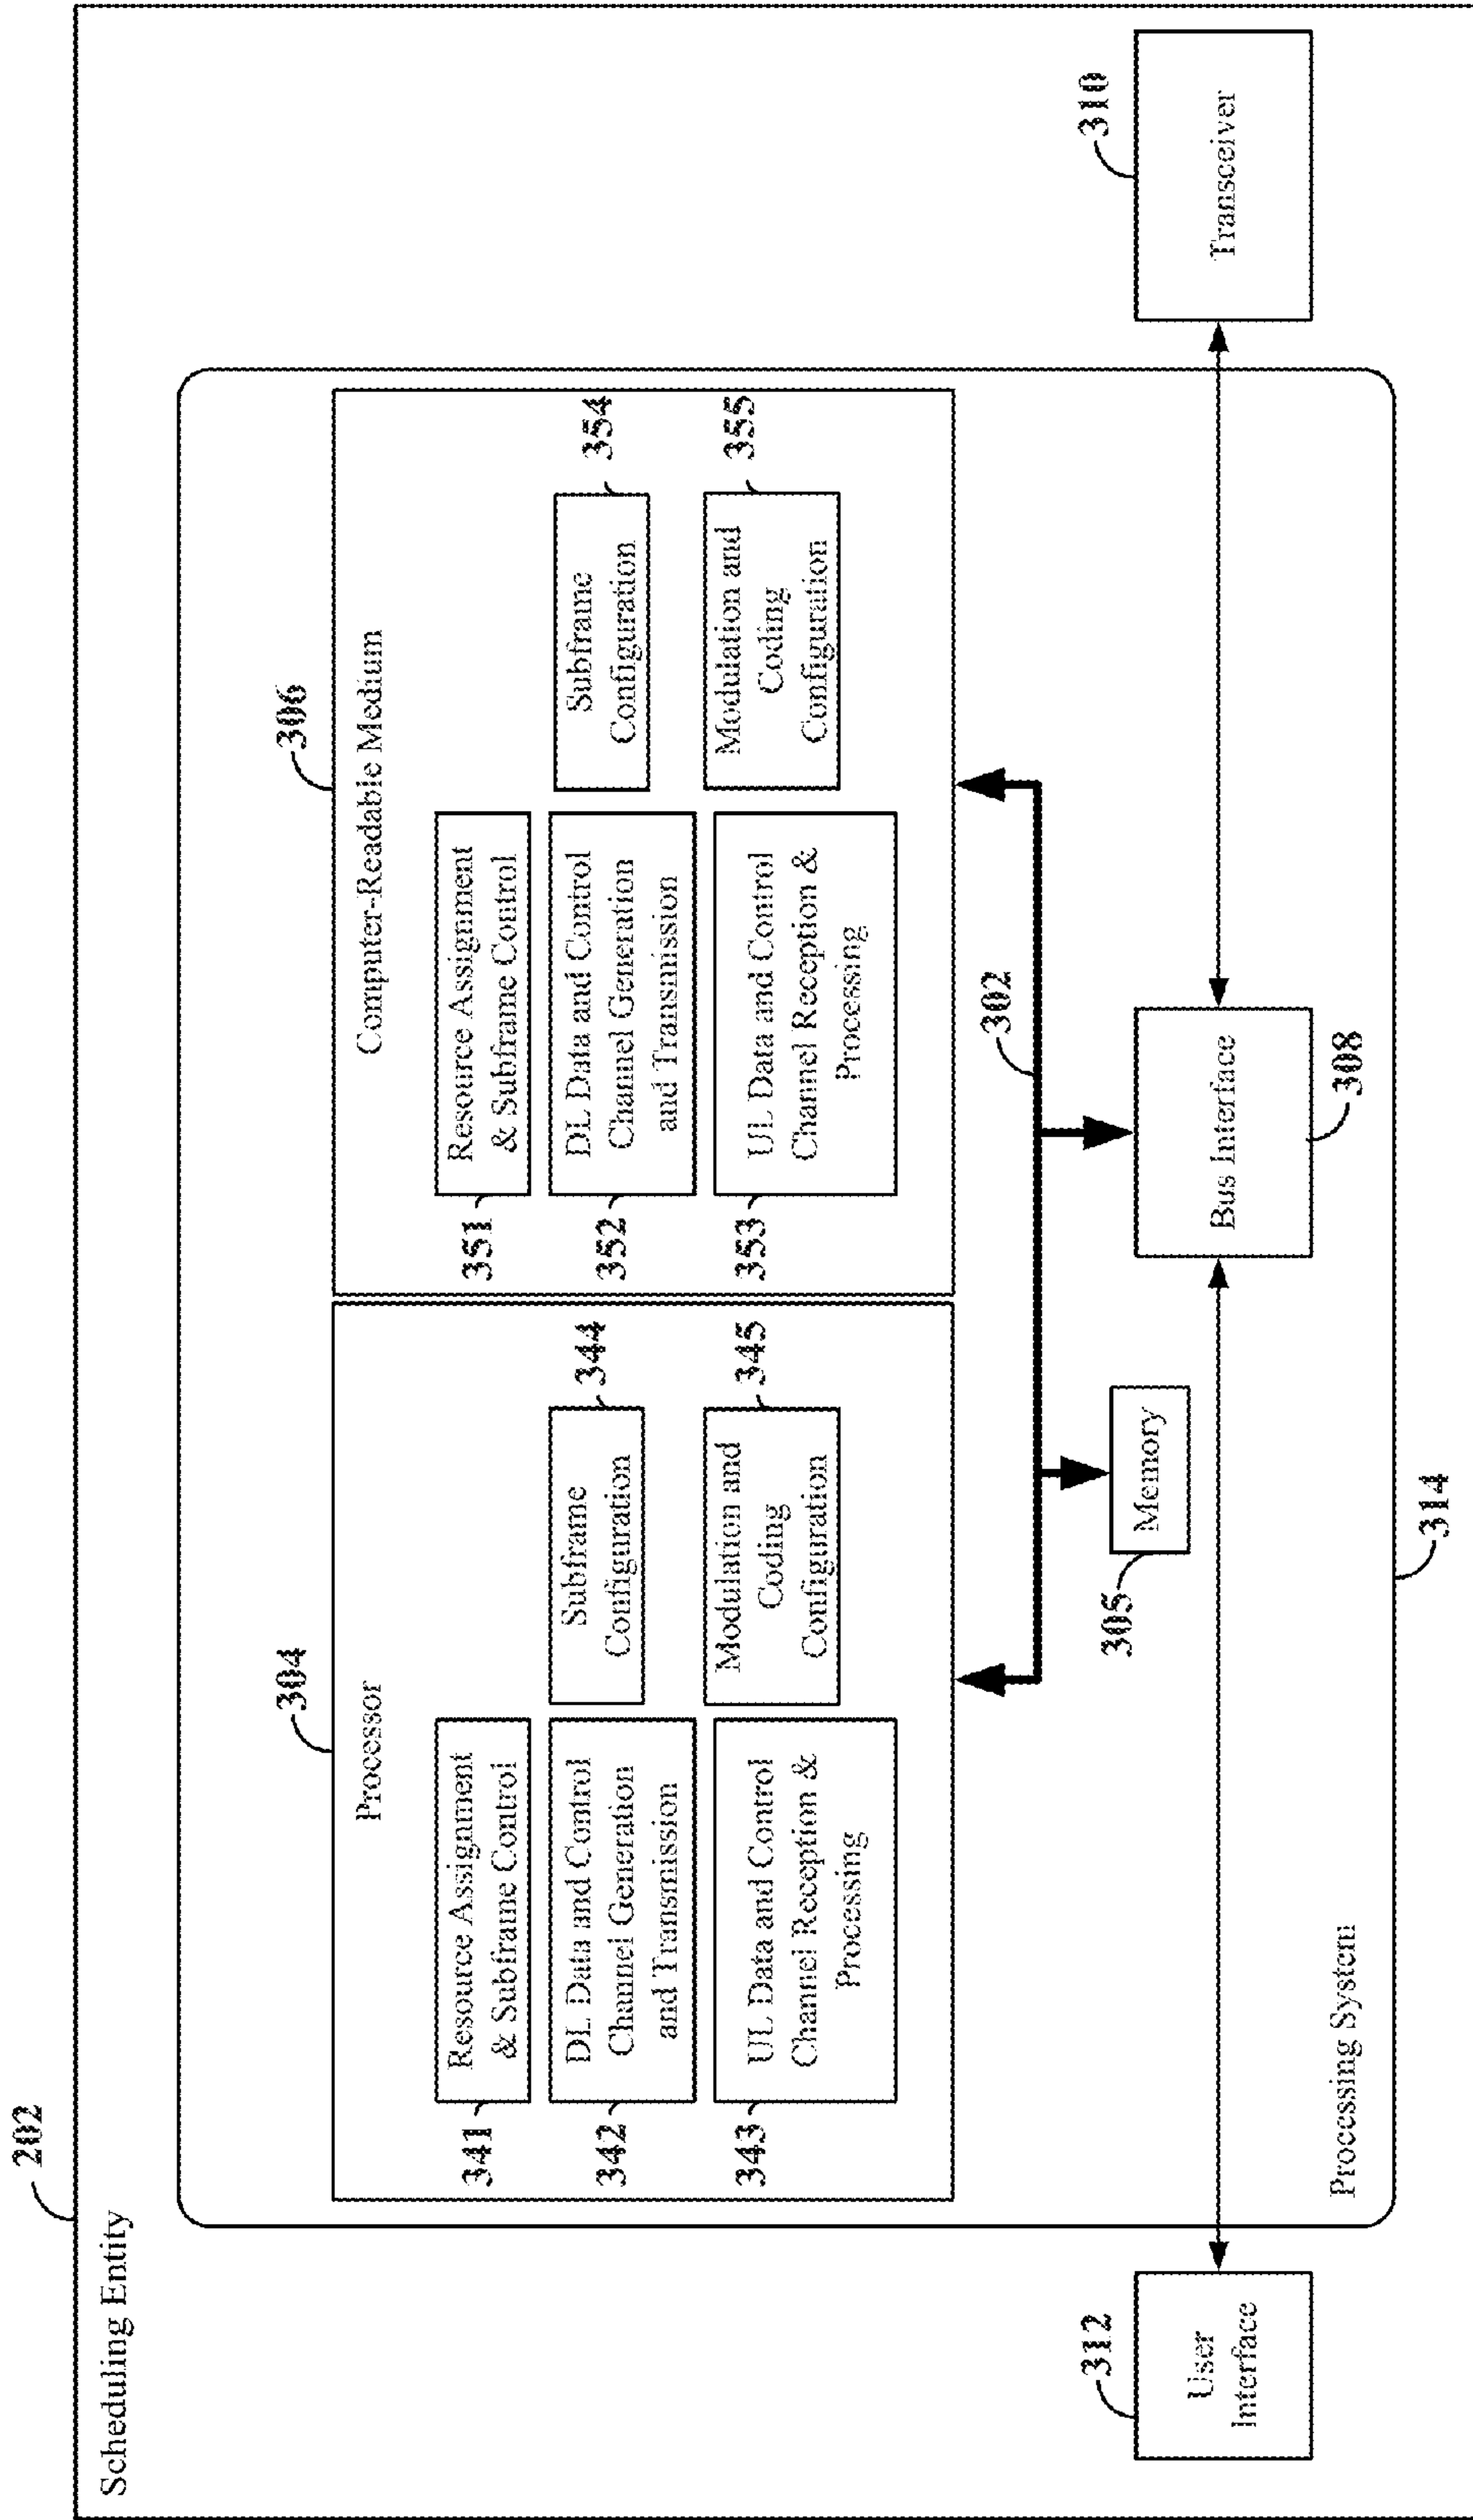 202
Scheduling Entity
304
Processor
341
Resource Assignment
& Subframe Control
342
DL Data and Control
Channel Generation
and Transmission
343
UL Data and Control
Channel Reception &
Processing
Subframe
Configuration
344
Modulation and
Coding
Configuration
345
306
Computer-Readable Medium
351
Resource Assignment
& Subframe Control
352
DL Data and Control
Channel Generation
and Transmission
353
UL Data and Control
Channel Reception &
Processing
Subframe
Configuration
354
Modulation and
Coding
Configuration
355
302
305
Memory
312
User
Interface
Bus Interface
308
310
Transceiver
Processing System
314